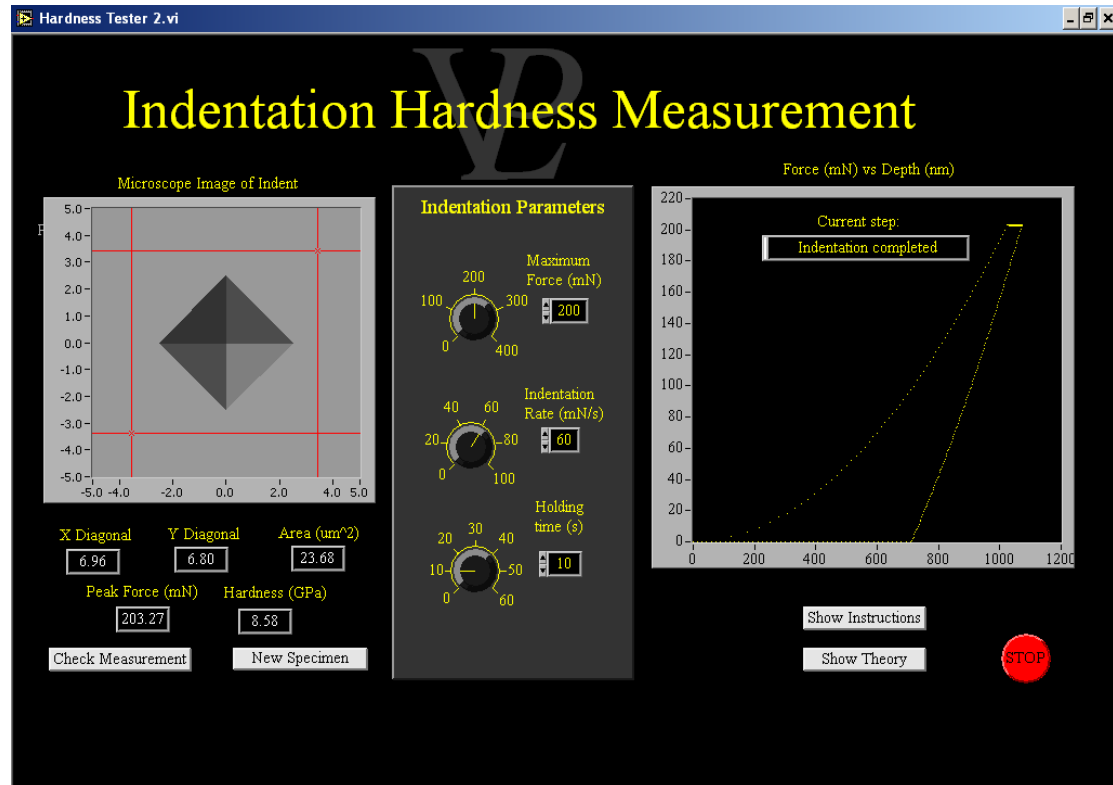 Hardness Tester 2.vi
VPL
Indentation Hardness Measurement
Microscope Image of Indent
5.0
4.0
3.0
2.0
1.0
0.0
-1.0
-2.0
-3.0
-4.0
-5.0
-5.0 -4.0 -2.0 0.0 2.0 4.0 5.0
X Diagonal Y Diagonal Area (um^2)
6.96 6.80 23.68
Peak Force (mN) Hardness (GPa)
203.27 8.58
Check Measurement New Specimen
Indentation Parameters
Maximum
Force (mN)
200
0 100 200 300 400
Indentation
Rate (mN/s)
60
0 20 40 60 80 100
Holding
time (s)
10
0 10 20 30 40 50 60
Force (mN) vs Depth (nm)
Current step:
Indentation completed
220
200
180
160
140
120
100
80
60
40
20
0
0 200 400 600 800 1000 1200
Show Instructions
Show Theory
STOP